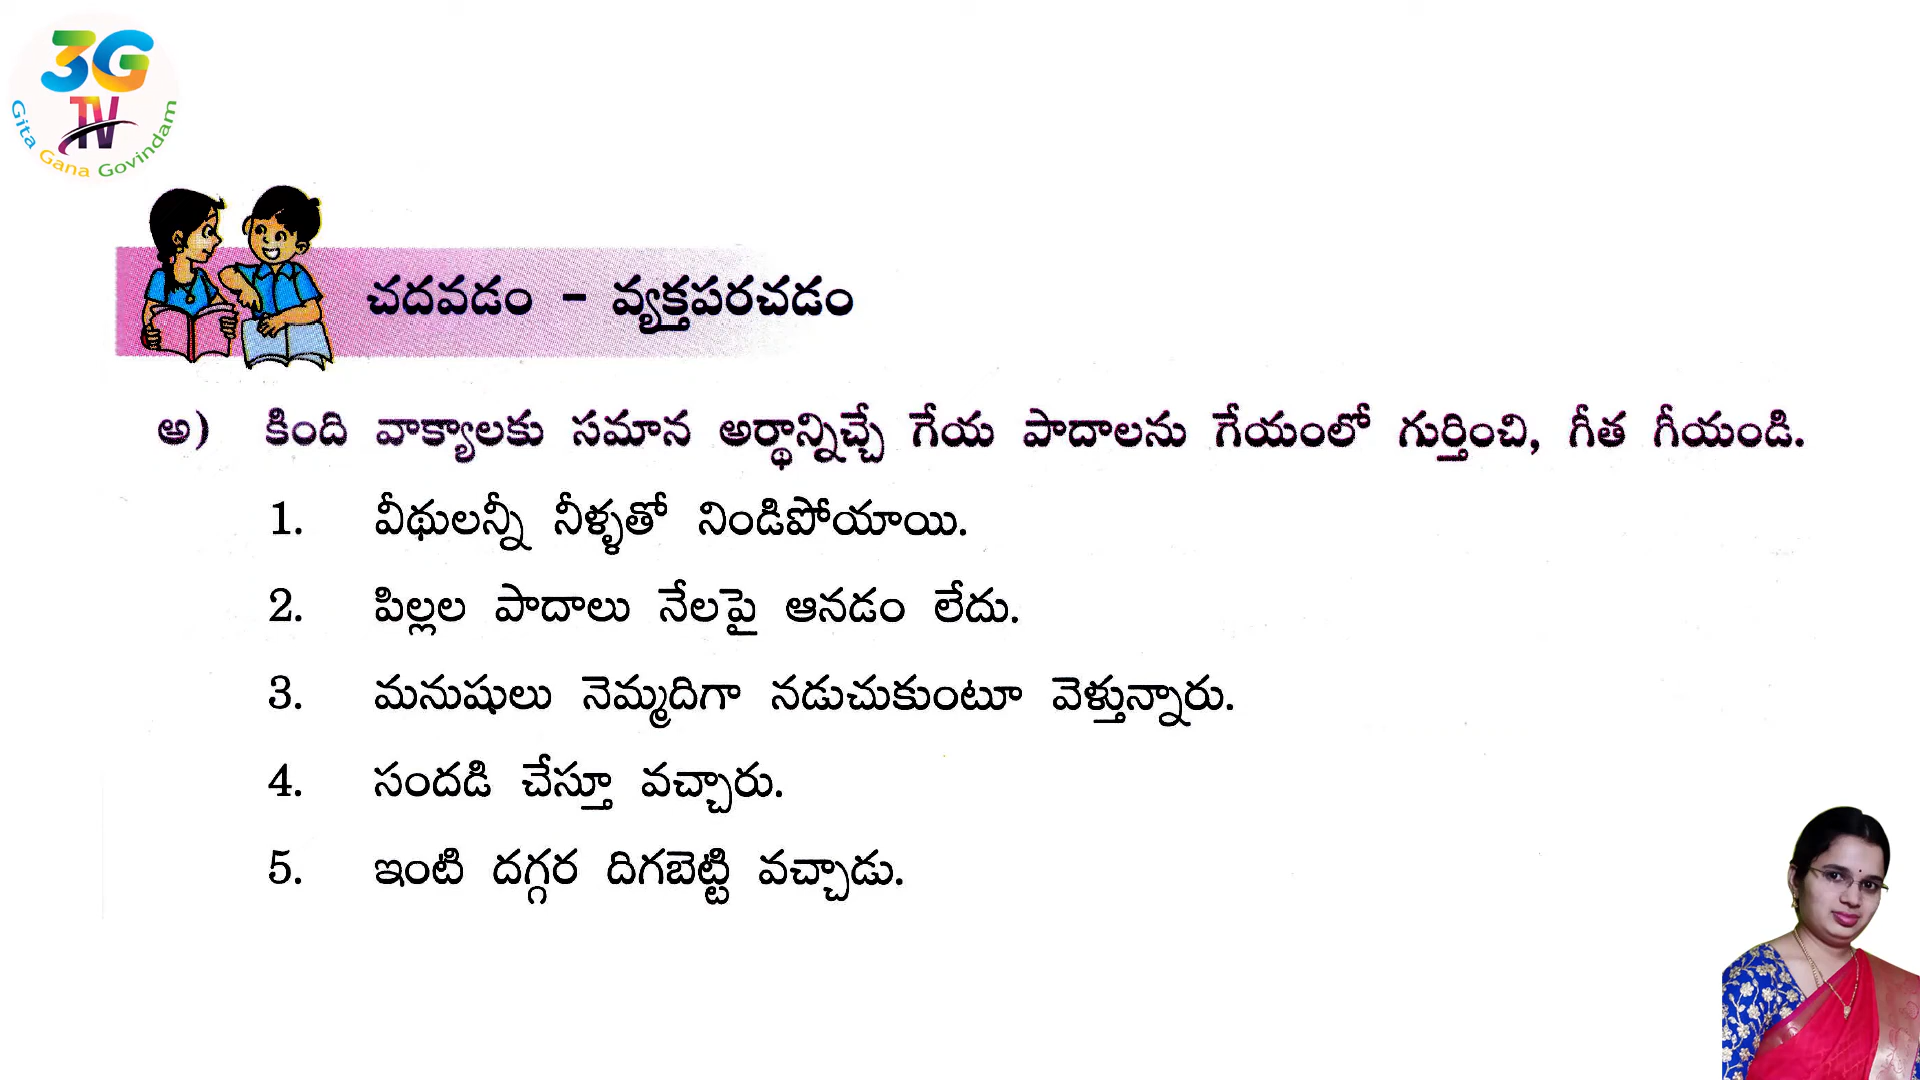 3G
TV
Gita Gana Govindam
చదవడం - వ్యక్తపరచడం
అ) కింది వాక్యాలకు సమాన అర్థాన్నిచ్చే గేయ పాదాలను గేయంలో గుర్తించి, గీత గీయండి.
1. వీథులన్నీ నీళ్ళతో నిండిపోయాయి.
2. పిల్లల పాదాలు నేలపై ఆనడం లేదు.
3. మనుషులు నెమ్మదిగా నడుచుకుంటూ వెళ్తున్నారు.
4. సందడి చేస్తూ వచ్చారు.
5. ఇంటి దగ్గర దిగబెట్టి వచ్చాడు.